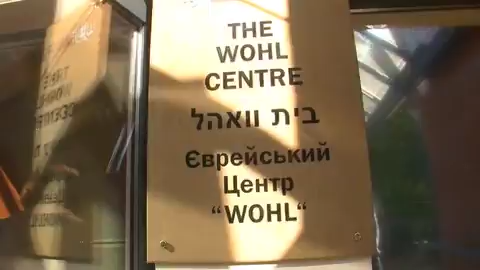 THE
WOHL
CENTRE
בית וואהל
Єврейський
Центр
“WOHL“